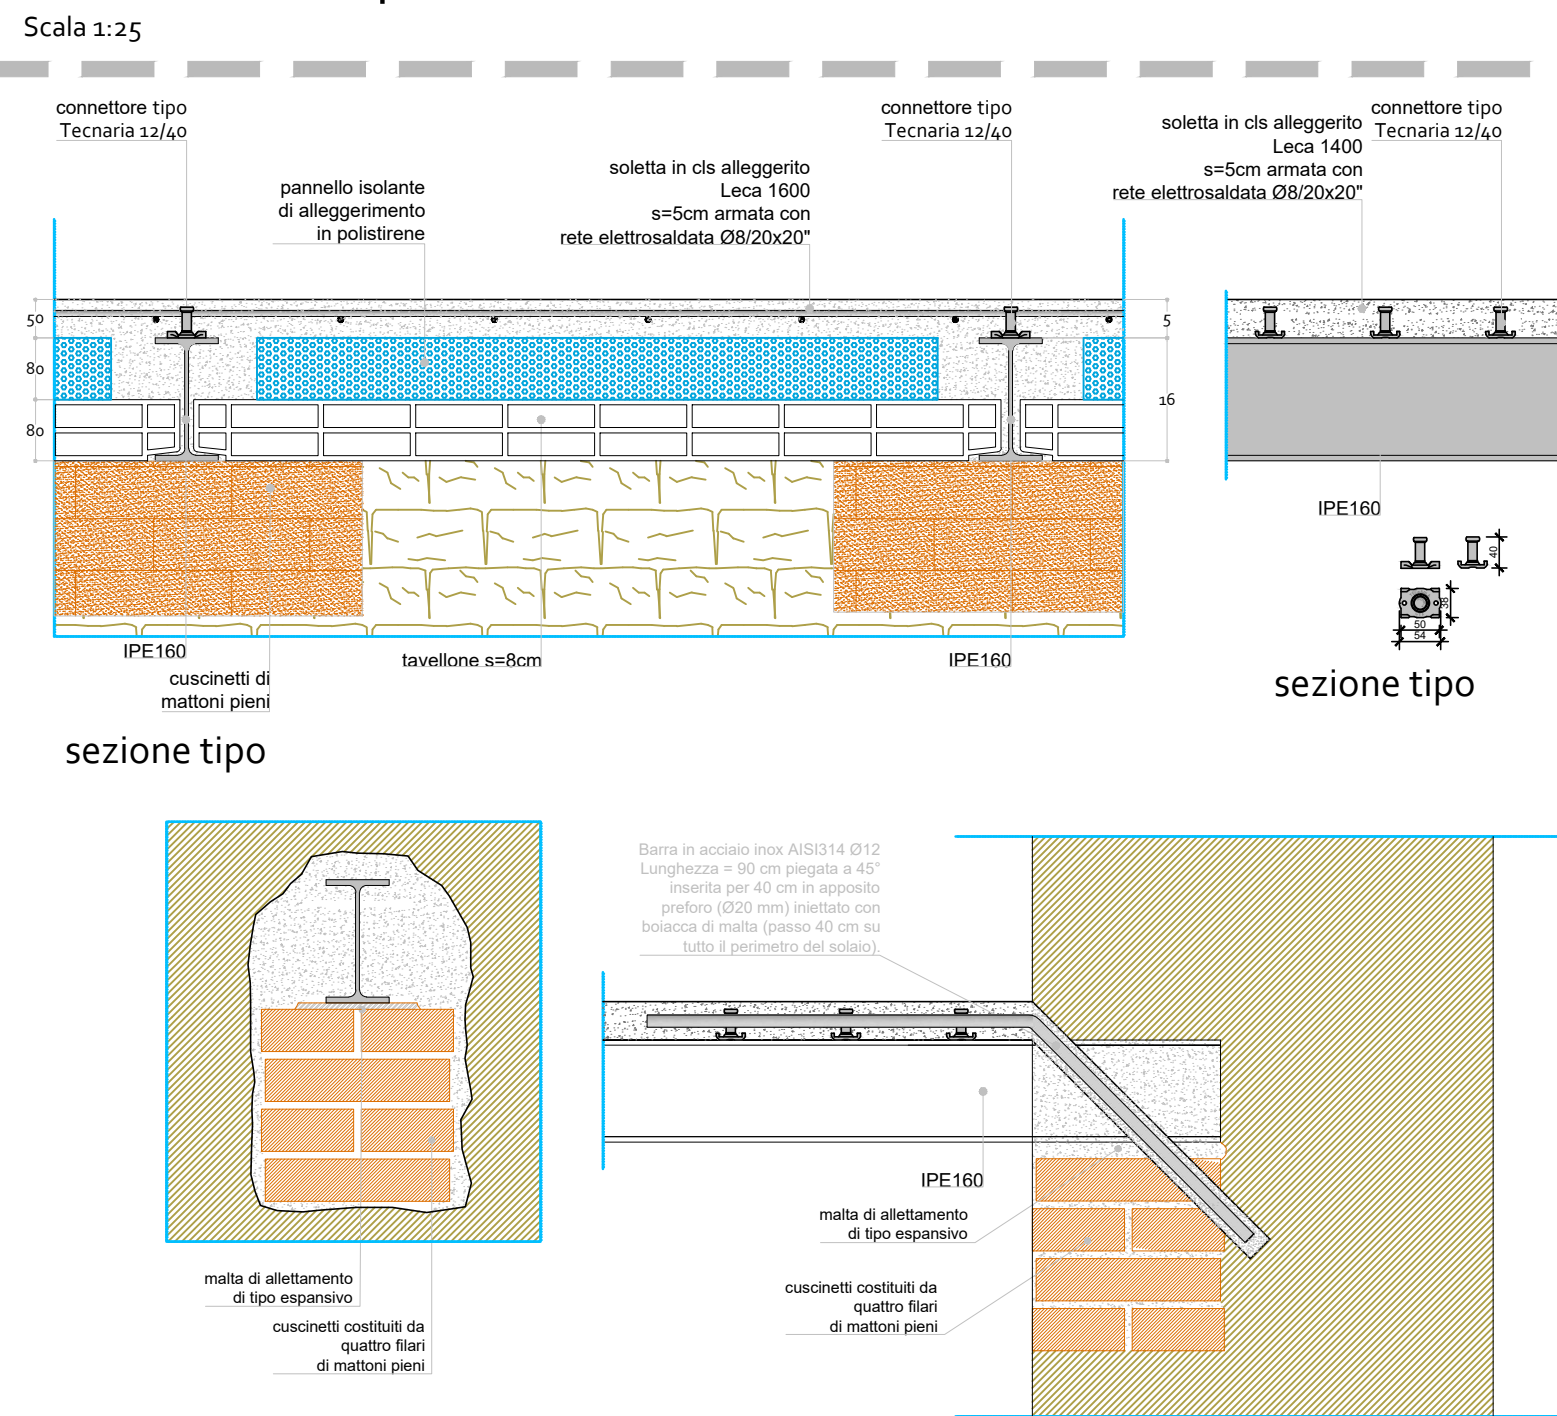 Scala 1:25
connettore tipo
Tecnaria 12/40
pannello isolante
di alleggerimento
in polistirene
soletta in cls alleggerito
Leca 1600
s=5cm armata con
rete elettrosaldata Ø8/20x20"
connettore tipo
Tecnaria 12/40
soletta in cls alleggerito
Leca 1400
s=5cm armata con
rete elettrosaldata Ø8/20x20"
connettore tipo
Tecnaria 12/40
50
80
80
5
16
IPE160
cuscinetti di
mattoni pieni
tavellone s=8cm
IPE160
IPE160
40
38
50
54
sezione tipo
sezione tipo
Barra in acciaio inox AISI314 Ø12
Lunghezza = 90 cm piegata a 45°
inserita per 40 cm in apposito
preforo (Ø20 mm) iniettato con
boiacca di malta (passo 40 cm su
tutto il perimetro del solaio).
IPE160
malta di allettamento
di tipo espansivo
cuscinetti costituiti da
quattro filari
di mattoni pieni
malta di allettamento
di tipo espansivo
cuscinetti costituiti da
quattro filari
di mattoni pieni